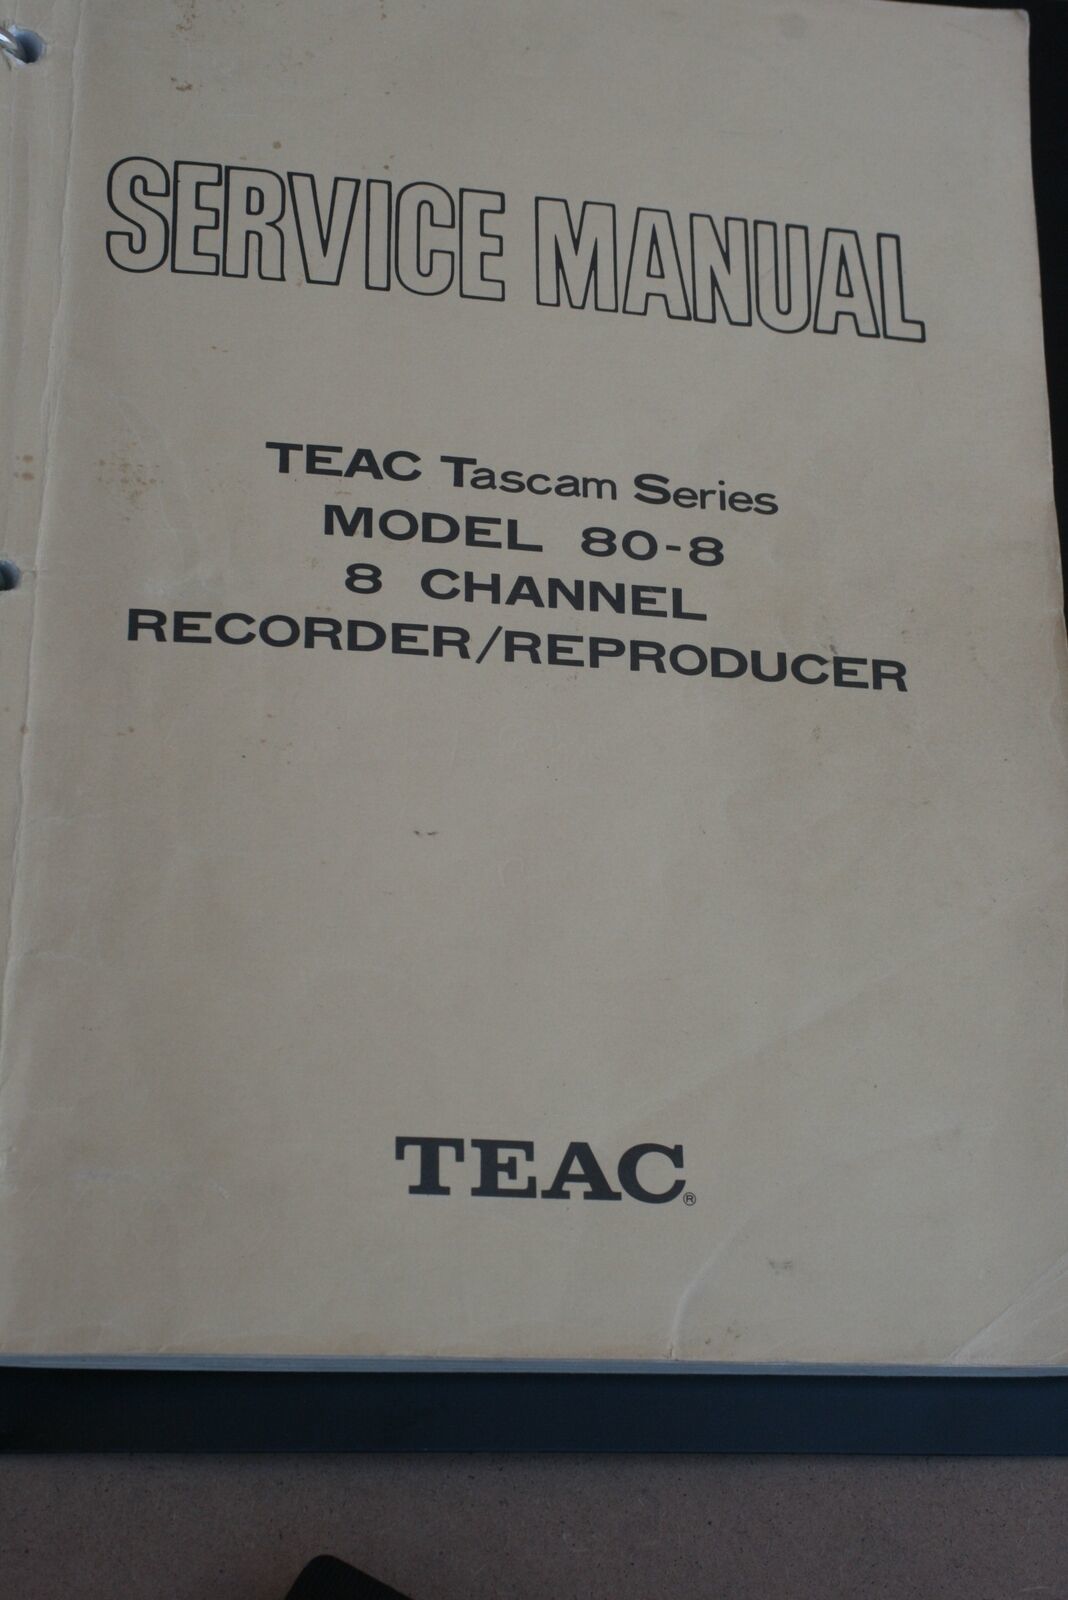 SERVICE MANUAL
TEAC Tascam Series
MODEL 80-8
8 CHANNEL
RECORDER/REPRODUCER
TEAC®